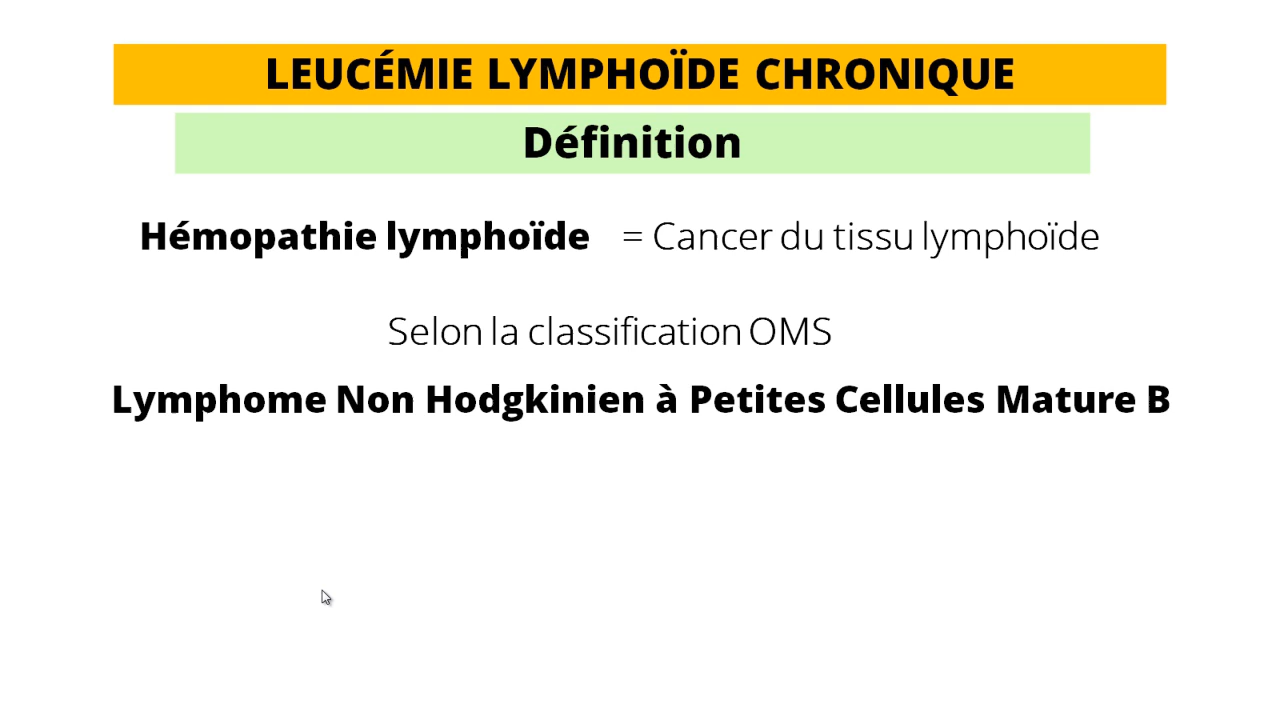 LEUCÉMIE LYMPHOÏDE CHRONIQUE
Définition
Hémopathie lymphoïde = Cancer du tissu lymphoïde
Selon la classification OMS
Lymphome Non Hodgkinien à Petites Cellules Mature B